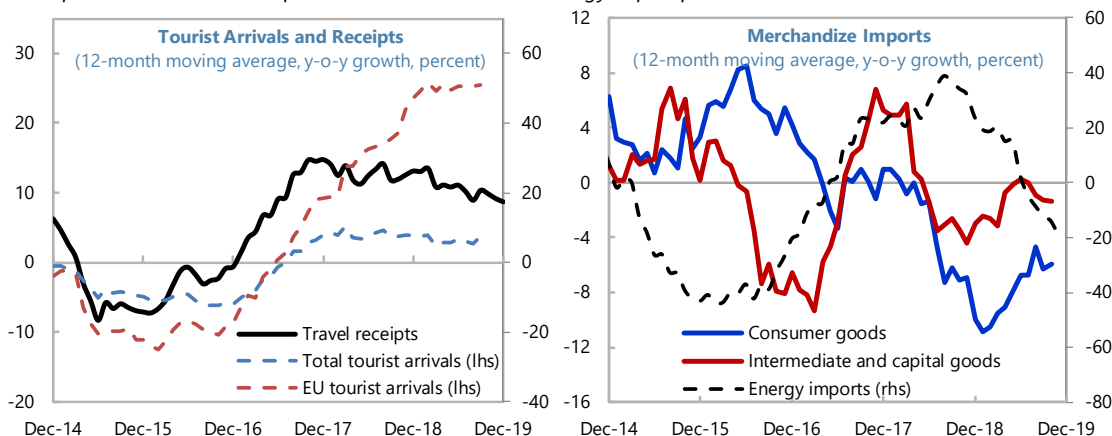 Tourist Arrivals and Receipts
(12-month moving average, y-o-y growth, percent)
30
20
10
0
-10
-20
60
40
20
0
-20
-40
Travel receipts
Total tourist arrivals (lhs)
EU tourist arrivals (lhs)
Dec-14 Dec-15 Dec-16 Dec-17 Dec-18 Dec-19
Merchandize Imports
(12-month moving average, y-o-y growth, percent)
12
8
4
0
-4
-8
-12
-16
60
40
20
0
-20
-40
-60
-80
Consumer goods
Intermediate and capital goods
Energy imports (rhs)
Dec-14 Dec-15 Dec-16 Dec-17 Dec-18 Dec-19